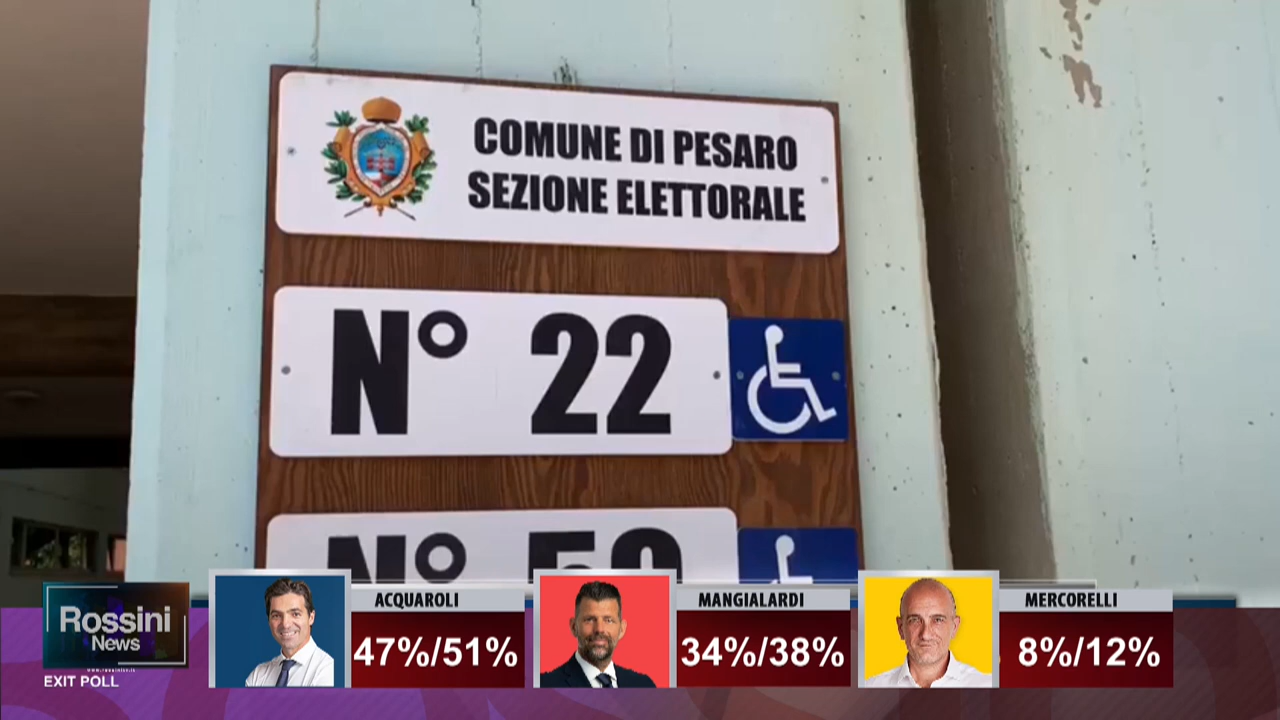 COMUNE DI PESARO
SEZIONE ELETTORALE
N° 22
Rossini
News
EXIT POLL
ACQUAROLI
47%/51%
MANGIALARDI
34%/38%
MERCORELLI
8%/12%